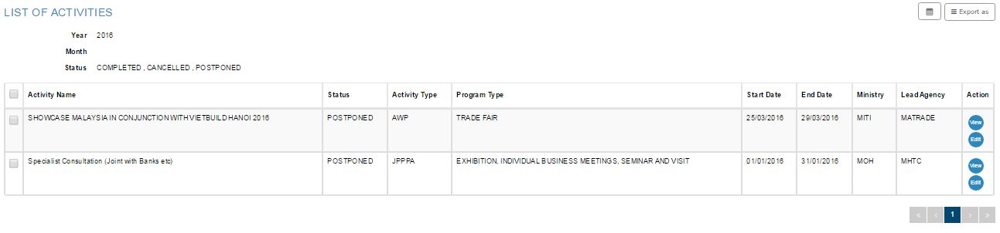 LIST OF ACTIVITIES
Export as
Year 2016
Month
Status COMPLETED , CANCELLED , POSTPONED
Activity Name Status Activity Type Program Type Start Date End Date Ministry Lead Agency Action
SHOWCASE MALAYSIA IN CONJUNCTION WITH VIETBUILD HANOI 2016 POSTPONED AWP TRADE FAIR 25/03/2016 29/03/2016 MITI MATRADE View
Edit
Specialist Consultation (Joint with Banks etc) POSTPONED JPPPA EXHIBITION, INDIVIDUAL BUSINESS MEETINGS, SEMINAR AND VISIT 01/01/2016 31/01/2016 MOH MHTC View
Edit
« ‹ 1 › »